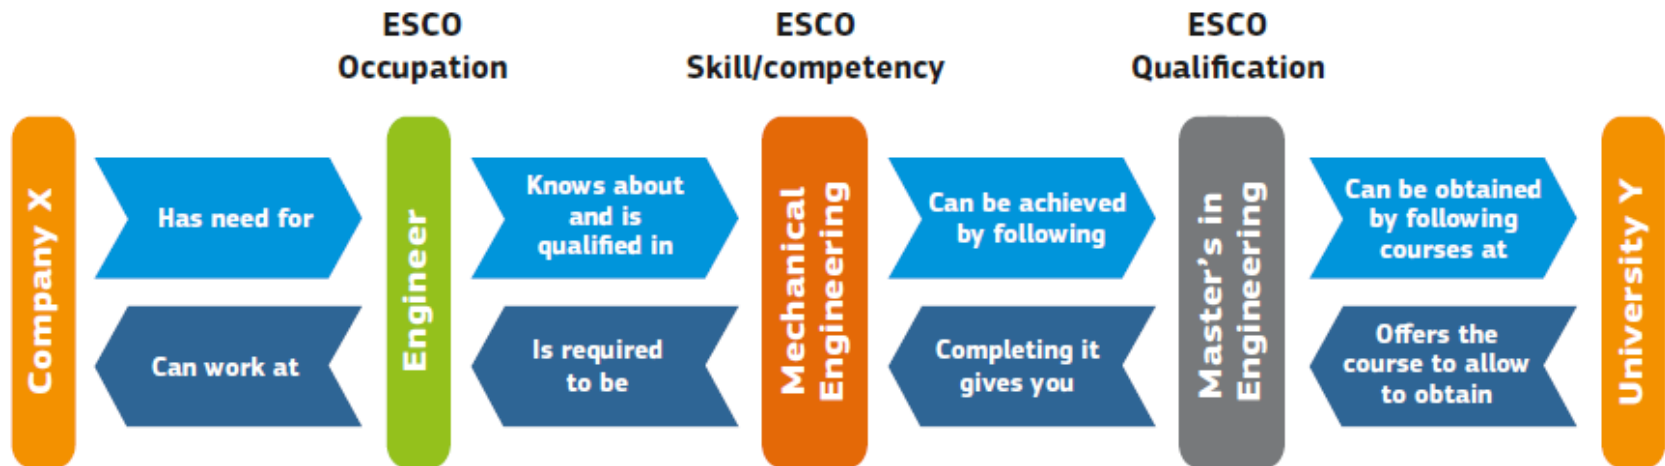 ESCO
Occupation
ESCO
Skill/competency
ESCO
Qualification
Company X
Has need for
Can work at
Engineer
Knows about
and is
qualified in
Is required
to be
Mechanical
Engineering
Can be achieved
by following
Completing it
gives you
Master's in
Engineering
Can be obtained
by following
courses at
Offers the
course to allow
to obtain
University Y